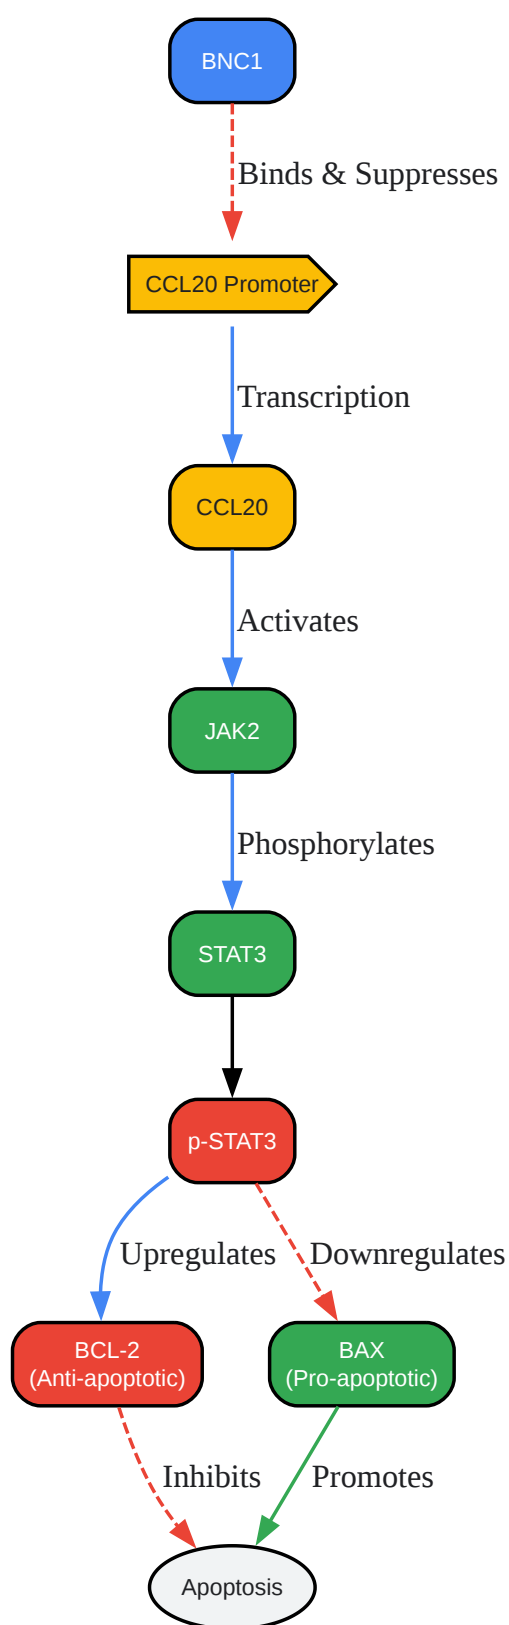 BNC1
Binds & Suppresses
CCL20 Promoter
Transcription
CCL20
Activates
JAK2
Phosphorylates
STAT3
p-STAT3
Upregulates
Downregulates
BCL-2
(Anti-apoptotic)
BAX
(Pro-apoptotic)
Inhibits
Promotes
Apoptosis